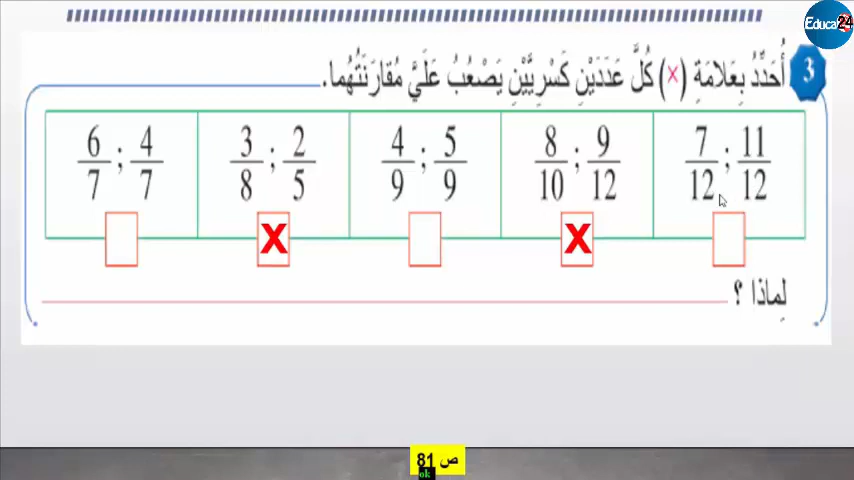 Educa24
3 أُحَدِّدُ بِعَلامَةِ (×) كُلَّ عَدَدَيْنِ كَسْرِيَّيْنِ يَصْعُبُ عَلَيَّ مُقارَنَتُهُما.
6/7 ; 4/7   3/8 ; 2/5   4/9 ; 5/9   8/10 ; 9/12   7/12 ; 11/12
X X
لِماذا ؟
ص 81
ok